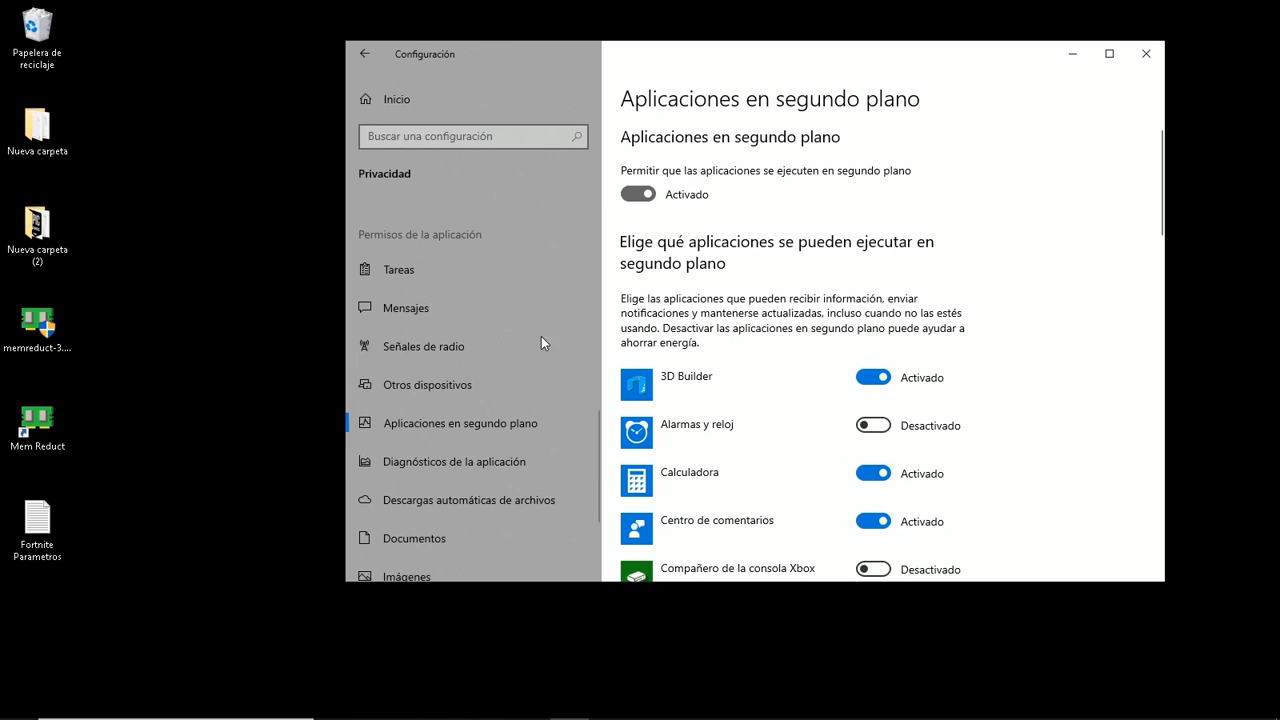 Papelera de
reciclaje
Nueva carpeta
Nueva carpeta
(2)
memreduct-3....
Mem Reduct
Fortnite
Parametros
Configuración
Inicio
Buscar una configuración
Privacidad
Permisos de la aplicación
Tareas
Mensajes
Señales de radio
Otros dispositivos
Aplicaciones en segundo plano
Diagnósticos de la aplicación
Descargas automáticas de archivos
Documentos
Imágenes
Aplicaciones en segundo plano
Aplicaciones en segundo plano
Permitir que las aplicaciones se ejecuten en segundo plano
Activado
Elige qué aplicaciones se pueden ejecutar en
segundo plano
Elige las aplicaciones que pueden recibir información, enviar
notificaciones y mantenerse actualizadas, incluso cuando no las estés
usando. Desactivar las aplicaciones en segundo plano puede ayudar a
ahorrar energía.
3D Builder Activado
Alarmas y reloj Desactivado
Calculadora Activado
Centro de comentarios Activado
Compañero de la consola Xbox Desactivado